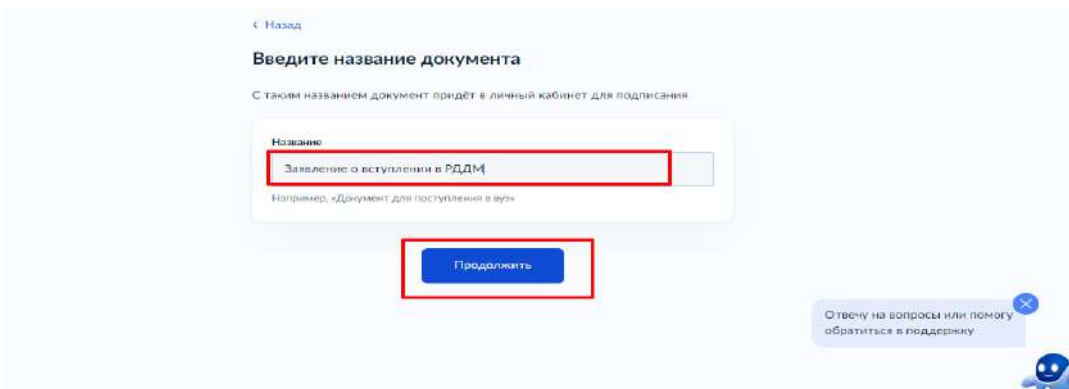 Назад
Введите название документа
С таким названием документ придёт в личный кабинет для подписания
Название
Заявление о вступлении в РДДМ
Например, «Документ для поступления в вуз»
Продолжить
Отвечу на вопросы или помогу
обратиться в поддержку